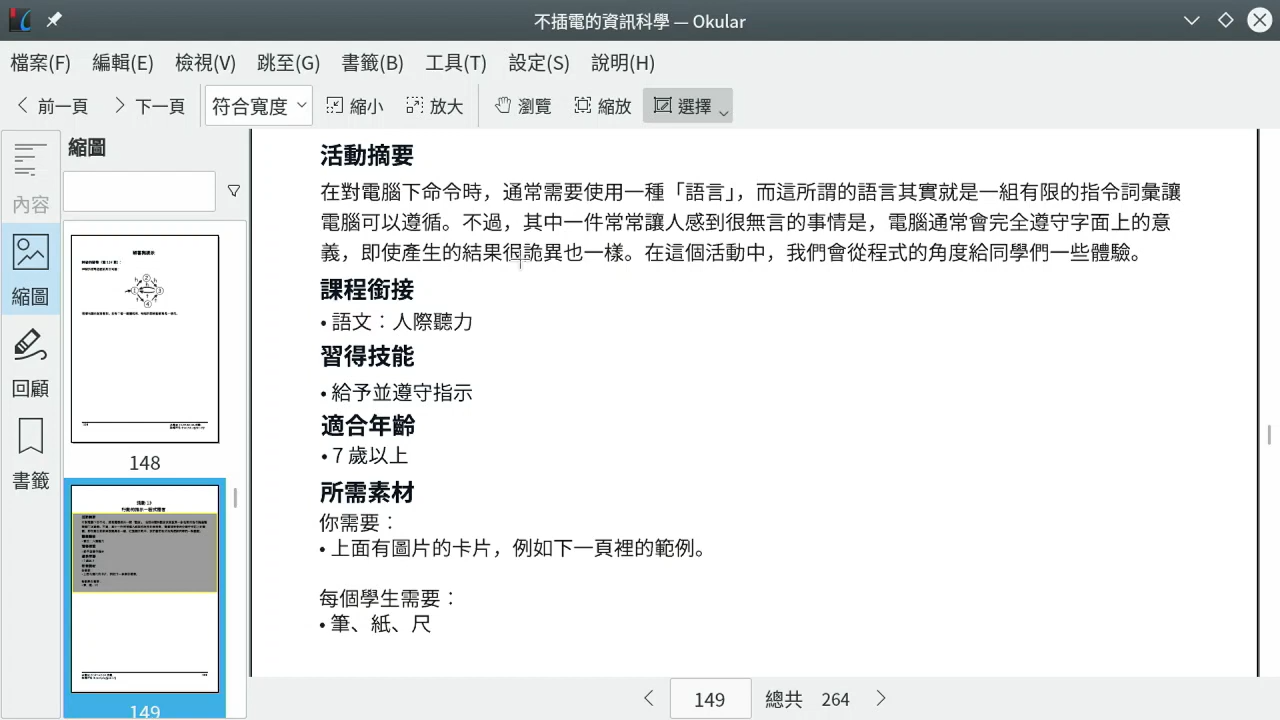 不插電的資訊科學 — Okular
檔案(F) 編輯(E) 檢視(V) 跳至(G) 書籤(B) 工具(T) 設定(S) 說明(H)
前一頁 下一頁 符合寬度 縮小 放大 瀏覽 縮放 選擇
內容
縮圖
回顧
書籤
縮圖
148
149
活動摘要
在對電腦下命令時，通常需要使用一種「語言」，而這所謂的語言其實就是一組有限的指令詞彙讓
電腦可以遵循。不過，其中一件常常讓人感到很無言的事情是，電腦通常會完全遵守字面上的意
義，即使產生的結果很詭異也一樣。在這個活動中，我們會從程式的角度給同學們一些體驗。
課程銜接
• 語文：人際聽力
習得技能
• 給予並遵守指示
適合年齡
• 7 歲以上
所需素材
你需要：
• 上面有圖片的卡片，例如下一頁裡的範例。
每個學生需要：
• 筆、紙、尺
149 總共 264